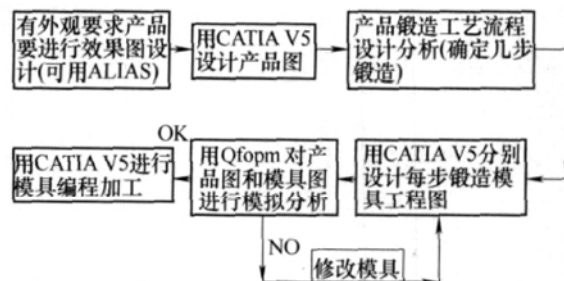 有外观要求产品
要进行效果图设
计(可用ALIAS)
用CATIA V5
设计产品图
产品锻造工艺流程
设计分析(确定几步
锻造)
用CATIA V5分别
设计每步锻造模
具工程图
用Qfopm 对产
品图和模具图
进行模拟分析
OK
用CATIA V5进行
模具编程加工
NO
修改模具